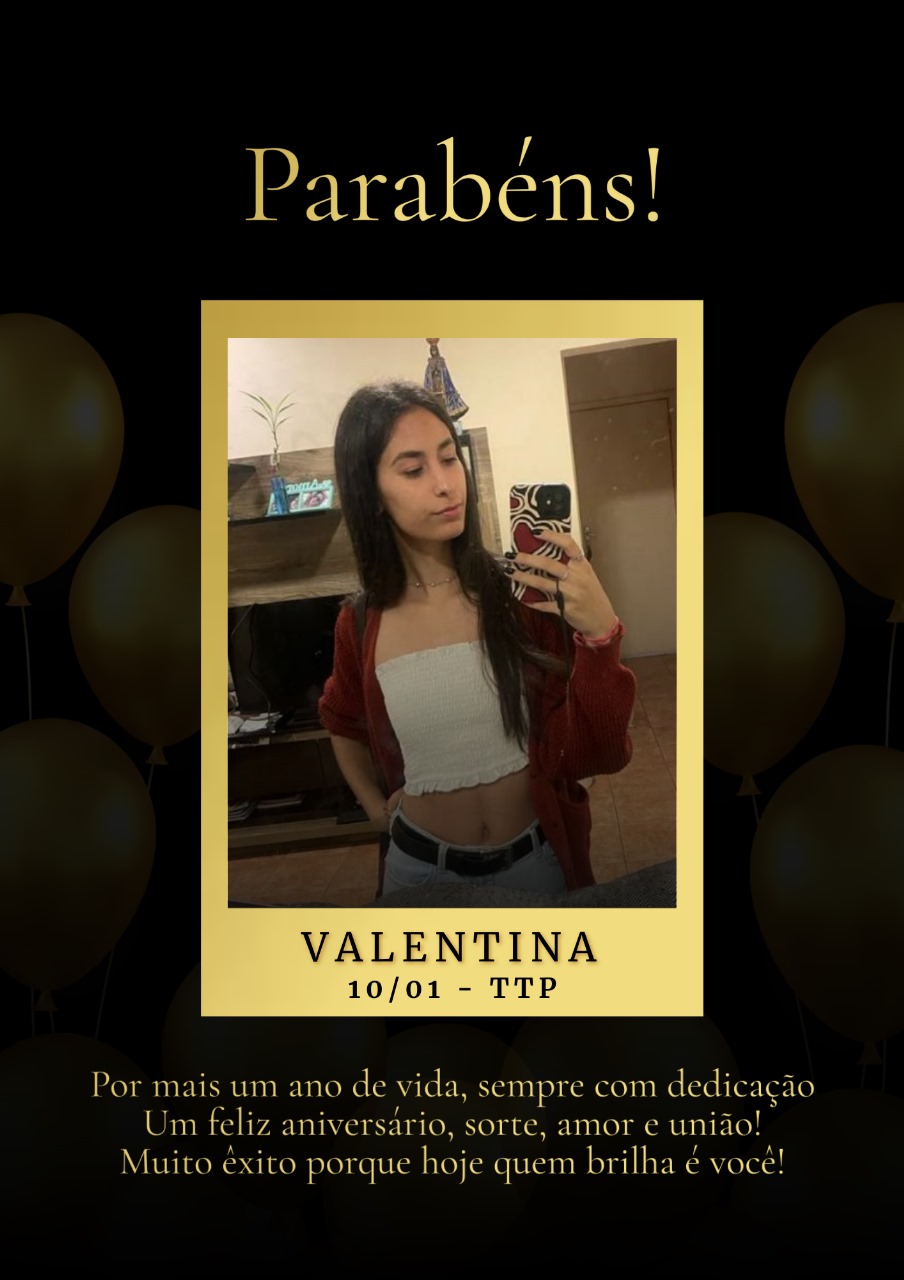 Parabéns!
VALENTINA
10/01 - TTP
Por mais um ano de vida, sempre com dedicação
Um feliz aniversário, sorte, amor e união!
Muito êxito porque hoje quem brilha é você!